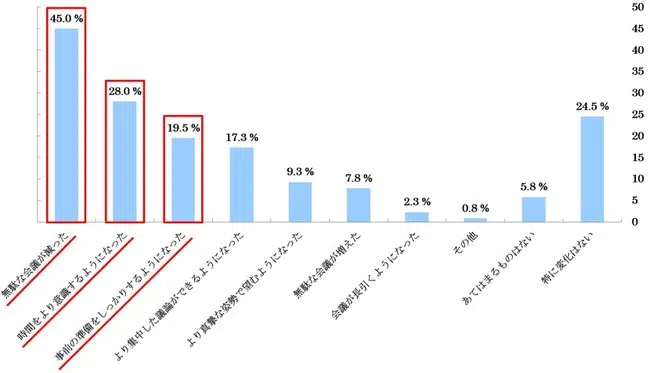 45.0 %
28.0 %
19.5 %
17.3 %
9.3 %
7.8 %
2.3 %
0.8 %
5.8 %
24.5 %
50
45
40
35
30
25
20
15
10
5
0
無駄な会議が減った
時間をより意識するようになった
事前の準備をしっかりするようになった
より集中した議論ができるようになった
より真摯な姿勢で望むようになった
無駄な会議が増えた
会議が長引くようになった
その他
あてはまるものはない
特に変化はない